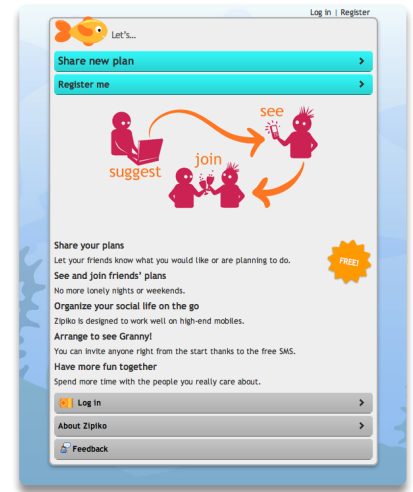 Log in | Register
Let's...
Share new plan
Register me
see
join
suggest
Share your plans
Let your friends know what you would like or are planning to do.
FREE!
See and join friends' plans
No more lonely nights or weekends.
Organize your social life on the go
Zipiko is designed to work well on high-end mobiles.
Arrange to see Granny!
You can invite anyone right from the start thanks to the free SMS.
Have more fun together
Spend more time with the people you really care about.
Log in
About Zipiko
Feedback